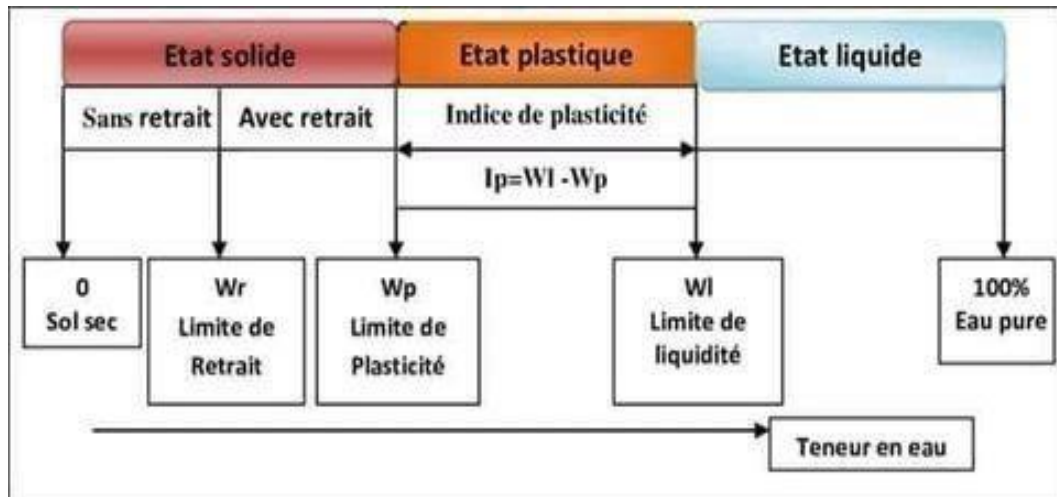 Etat solide
Etat plastique
Etat liquide
Sans retrait
Avec retrait
Indice de plasticité
Ip=Wl -Wp
0
Sol sec
Wr
Limite de
Retrait
Wp
Limite de
Plasticité
Wl
Limite de
liquidité
100%
Eau pure
Teneur en eau